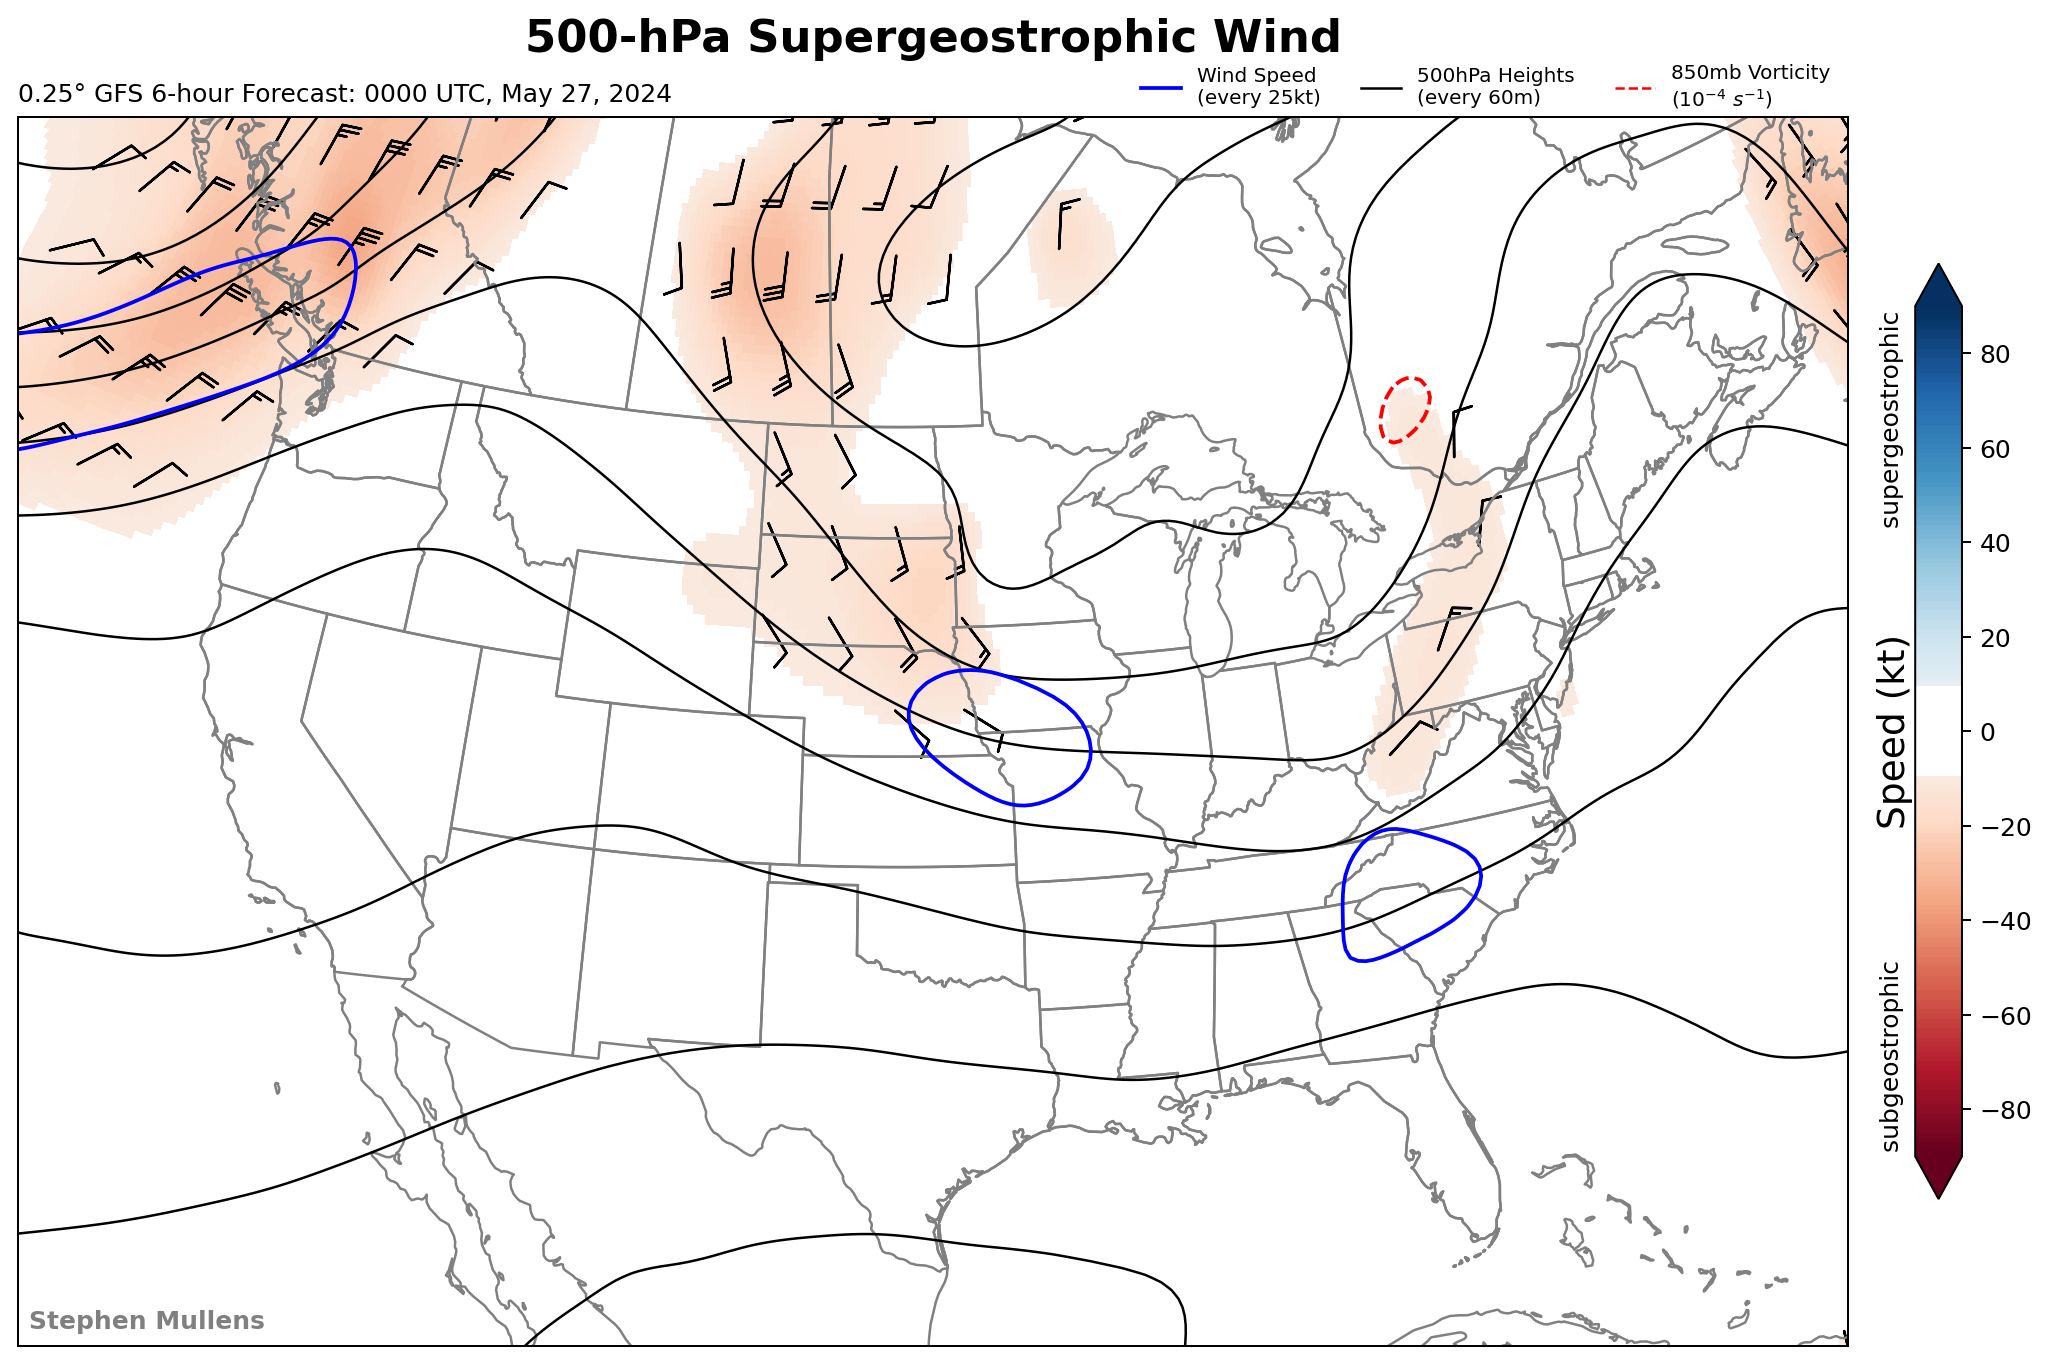 500-hPa Supergeostrophic Wind
0.25° GFS 6-hour Forecast: 0000 UTC, May 27, 2024
Wind Speed
(every 25kt)
500hPa Heights
(every 60m)
850mb Vorticity
(10⁻⁴ s⁻¹)
supergeostrophic
Speed (kt)
subgeostrophic
80
60
40
20
0
−20
−40
−60
−80
Stephen Mullens